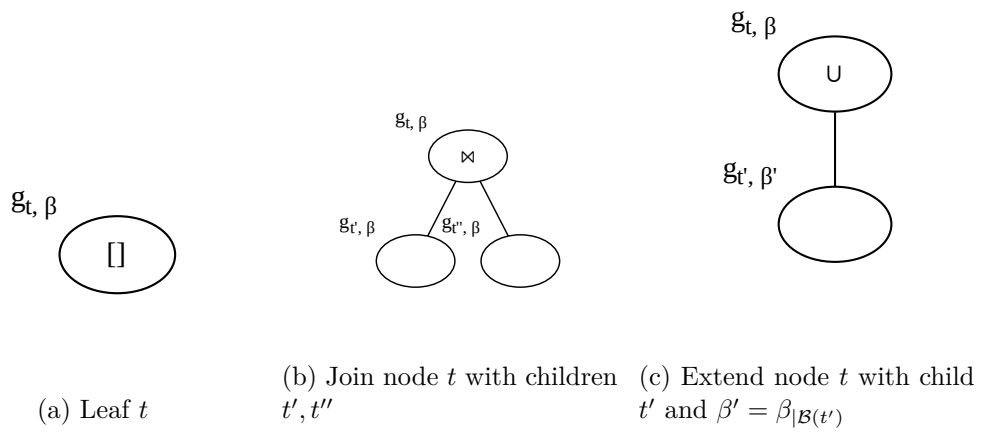 g_{t, β}
[]
(a) Leaf t
g_{t, β}
⋈
g_{t', β}
g_{t'', β}
(b) Join node t with children
t', t''
g_{t, β}
∪
g_{t', β'}
(c) Extend node t with child
t' and β' = β_{|𝓑(t')}